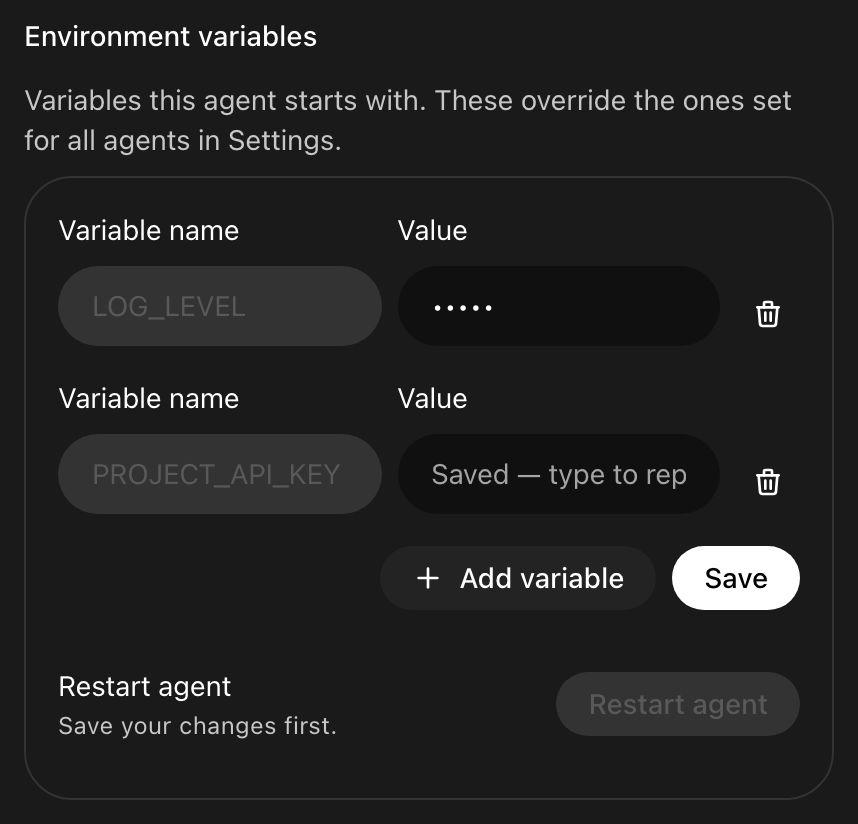 Environment variables
Variables this agent starts with. These override the ones set
for all agents in Settings.
Variable name
Value
LOG_LEVEL
•••••
Variable name
Value
PROJECT_API_KEY
Saved — type to rep
+ Add variable
Save
Restart agent
Save your changes first.
Restart agent